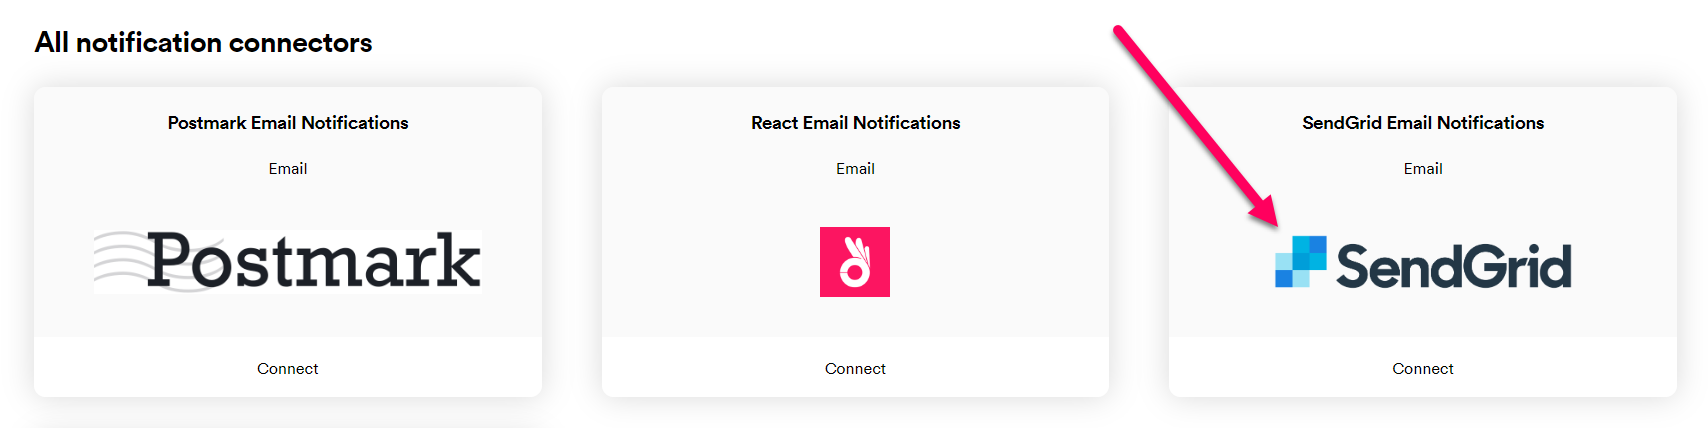 All notification connectors
Postmark Email Notifications
Email
Postmark
Connect
React Email Notifications
Email
Connect
SendGrid Email Notifications
Email
SendGrid
Connect